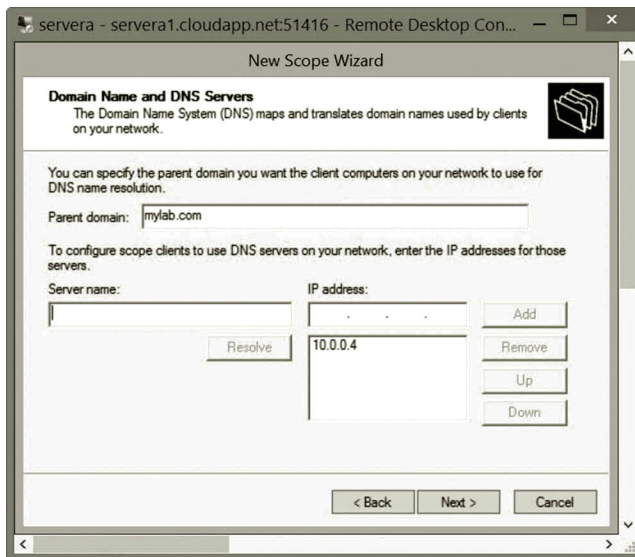 servera - servera1.cloudapp.net:51416 - Remote Desktop Con...
New Scope Wizard
Domain Name and DNS Servers
The Domain Name System (DNS) maps and translates domain names used by clients
on your network.
You can specify the parent domain you want the client computers on your network to use for
DNS name resolution.
Parent domain: mylab.com
To configure scope clients to use DNS servers on your network, enter the IP addresses for those
servers.
Server name: IP address:
. . . Add
Resolve 10.0.0.4 Remove
Up
Down
< Back Next > Cancel